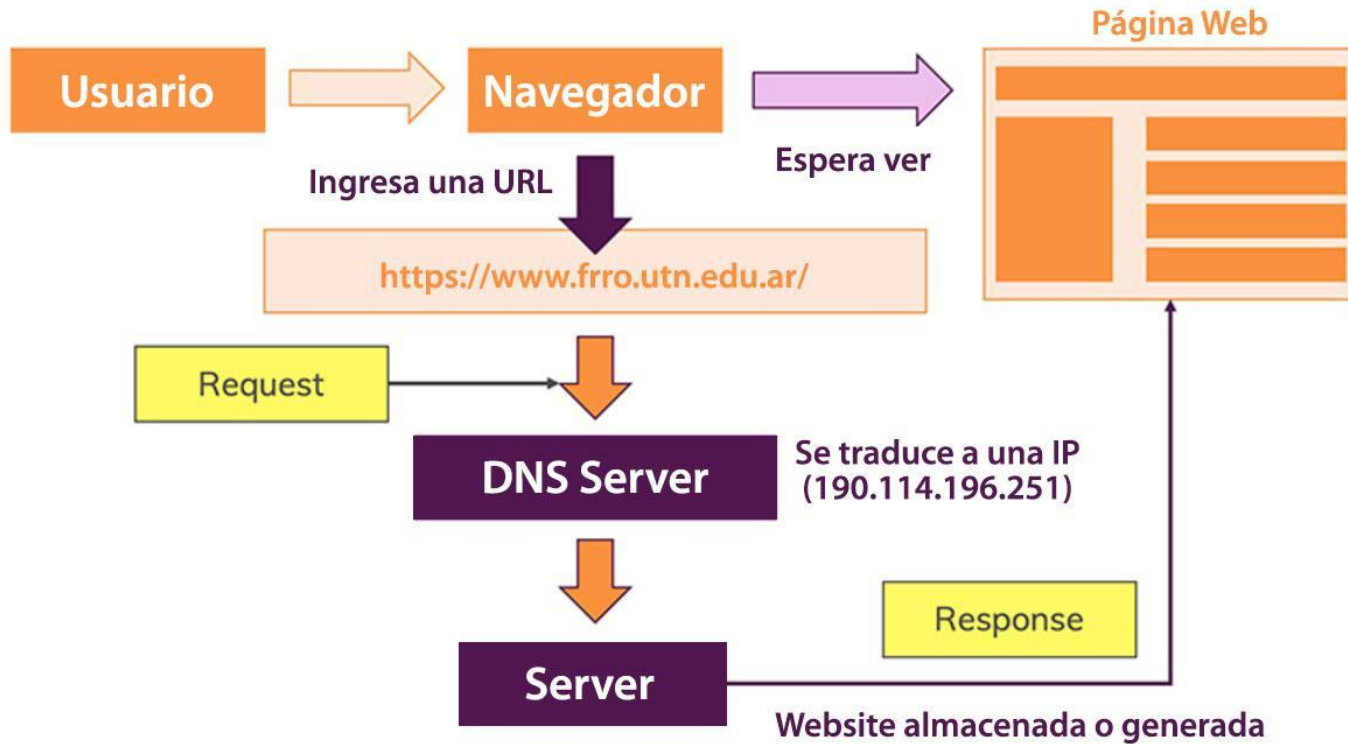 Página Web
Usuario
Navegador
Espera ver
Ingresa una URL
https://www.frro.utn.edu.ar/
Request
DNS Server
Se traduce a una IP
(190.114.196.251)
Response
Server
Website almacenada o generada